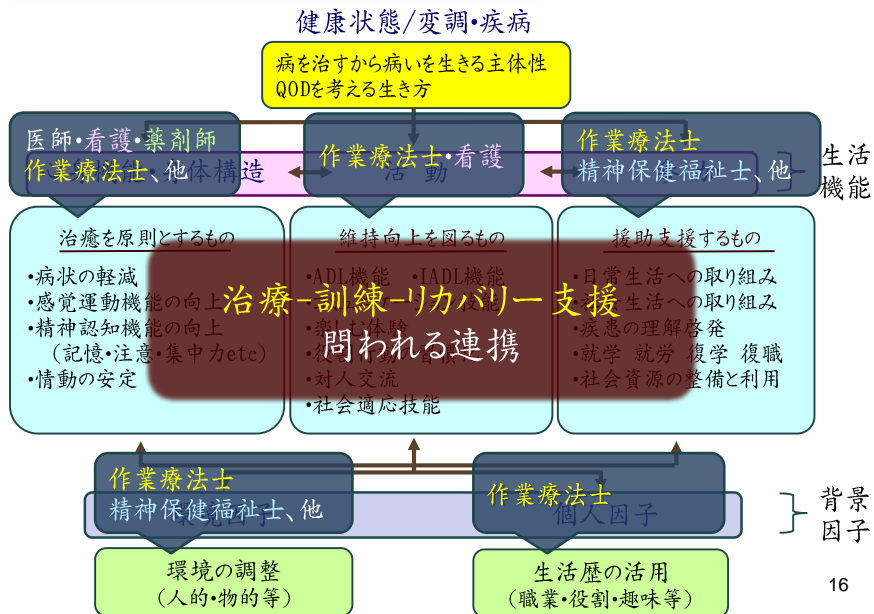 健康状態/変調・疾病
病を治すから病いを生きる主体性
QODを考える生き方
医師・看護・薬剤師
作業療法士、他
作業療法士・看護
作業療法士
精神保健福祉士、他
体構造
活 動
生活
機能
治癒を原則とするもの
・病状の軽減
・感覚運動機能の向上
・精神認知機能の向上
(記憶・注意・集中力etc)
・情動の安定
維持向上を図るもの
・ADL機能 ・IADL機能
・楽しむ体験
・対人交流
・社会適応技能
援助支援するもの
・日常生活への取り組み
生活への取り組み
・疾患の理解啓発
・就学 就労 復学 復職
・社会資源の整備と利用
治療-訓練-リカバリー支援
問われる連携
作業療法士
精神保健福祉士、他
作業療法士
環境因子
個人因子
背景
因子
環境の調整
(人的・物的等)
生活歴の活用
(職業・役割・趣味等)
16